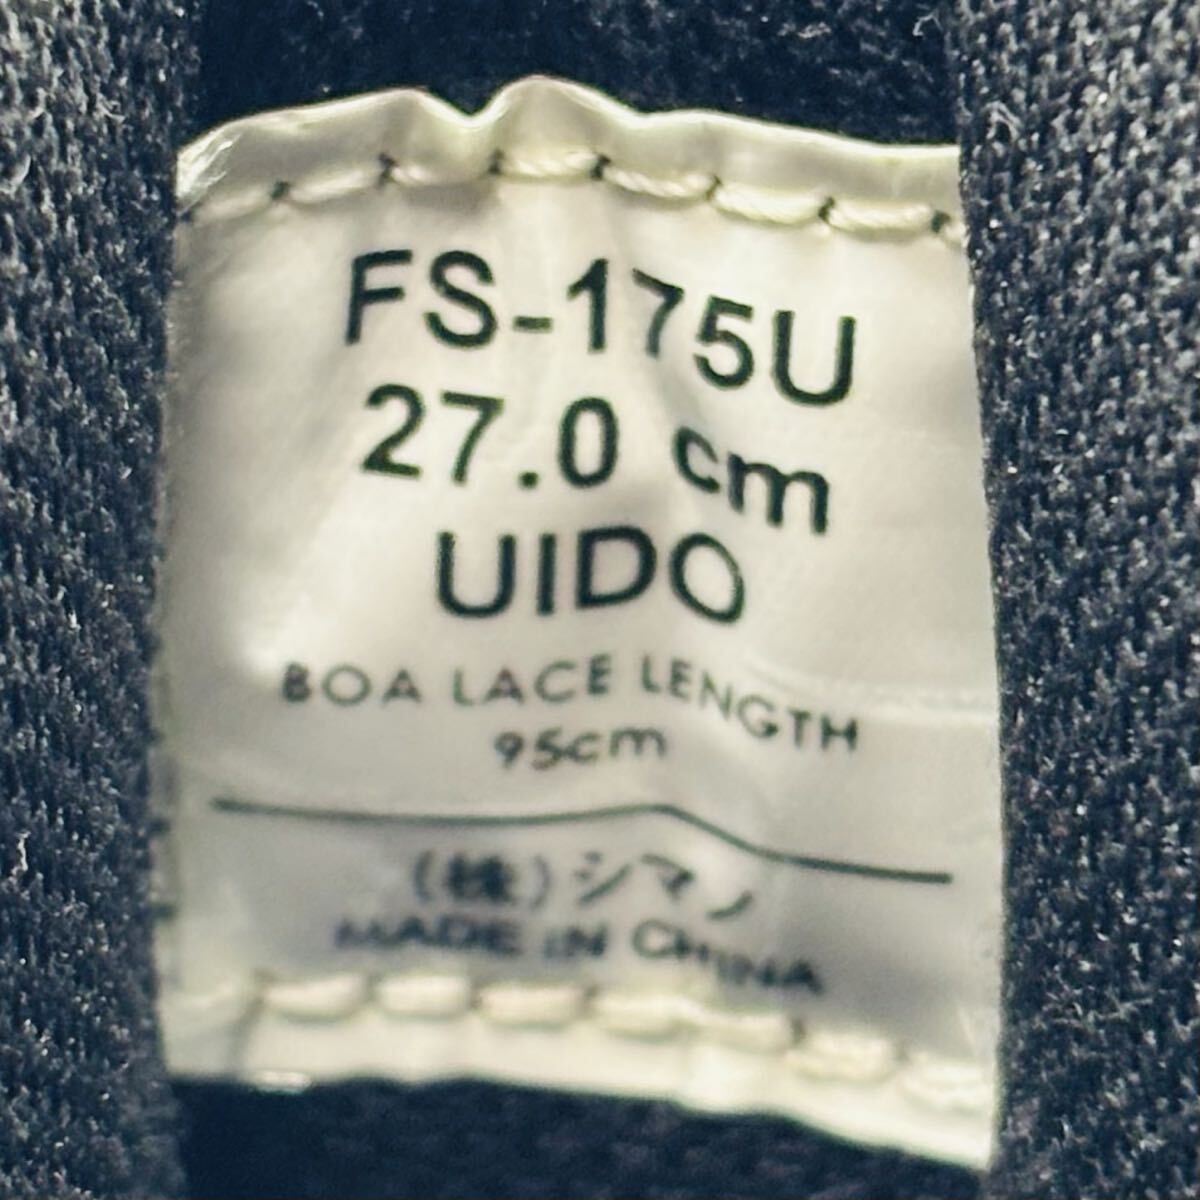 FS-175U
27.0 cm
UIDO
BOA LACE LENGTH
95cm
(株)シマノ
MADE IN CHINA